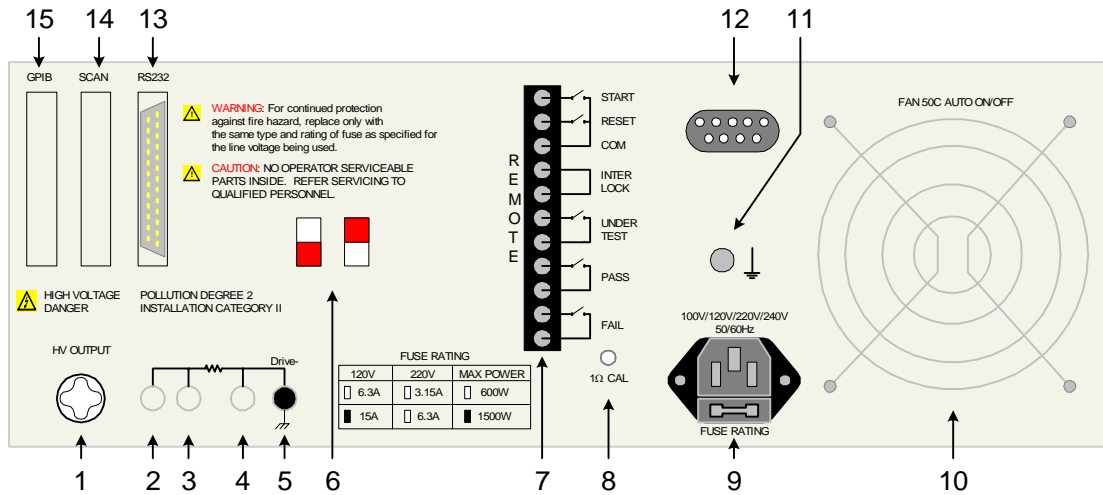 15
14
13
12
11
GPIB
SCAN
RS232
WARNING: For continued protection
against fire hazard, replace only with
the same type and rating of fuse as specified for
the line voltage being used.
CAUTION: NO OPERATOR SERVICEABLE
PARTS INSIDE. REFER SERVICING TO
QUALIFIED PERSONNEL.
HIGH VOLTAGE
DANGER
POLLUTION DEGREE 2
INSTALLATION CATEGORY II
HV OUTPUT
Drive-
FUSE RATING
120V 220V MAX POWER
6.3A 3.15A 600W
15A 6.3A 1500W
REMOTE
START
RESET
COM
INTER
LOCK
UNDER
TEST
PASS
FAIL
1Ω CAL
100V/120V/220V/240V
50/60Hz
FUSE RATING
FAN 50C AUTO ON/OFF
1
2
3
4
5
6
7
8
9
10